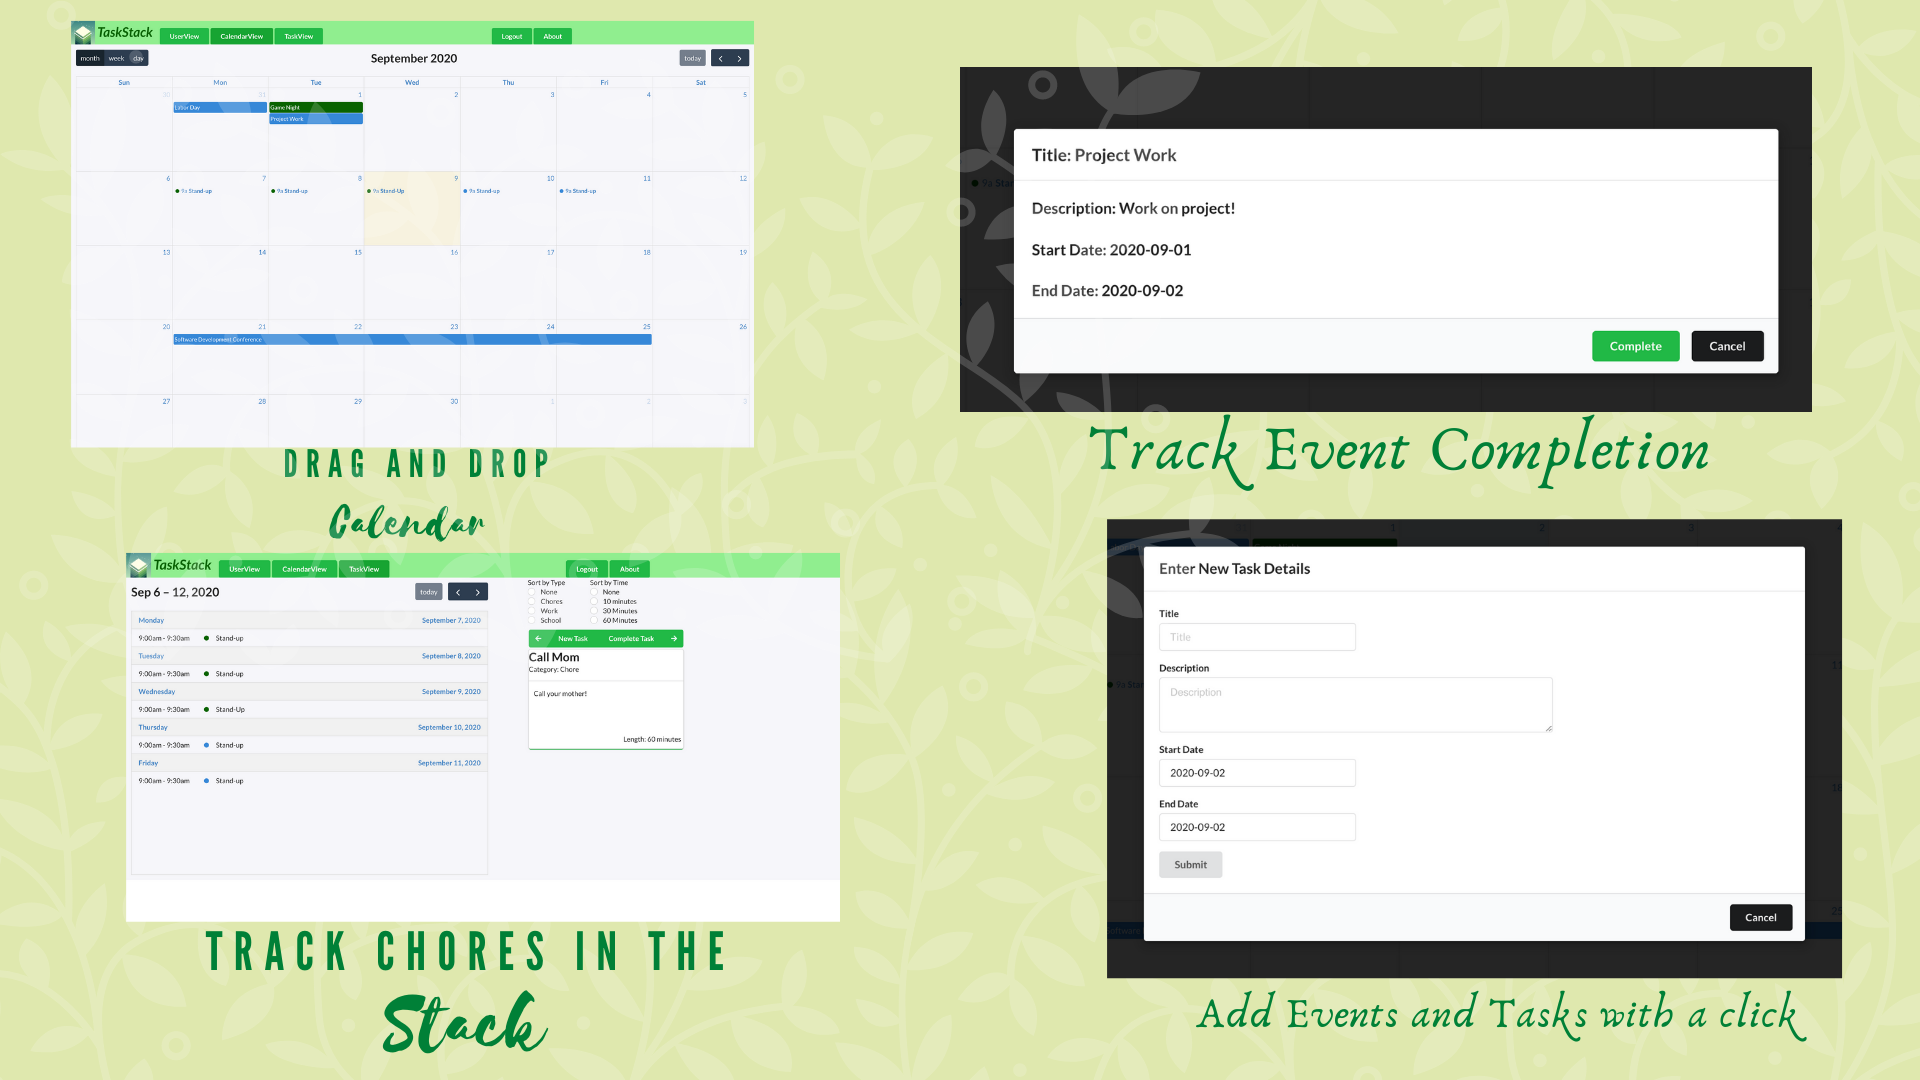 TaskStack
UserView CalendarView TaskView Logout About
month week day September 2020 today
Sun Mon Tue Wed Thu Fri Sat
30 31 1 2 3 4 5
Labor Day Game Night
Project Work
6 7 8 9 10 11 12
9a Stand-up 9a Stand-up 9a Stand-Up 9a Stand-up 9a Stand-up
13 14 15 16 17 18 19
20 21 22 23 24 25 26
Software Development Conference
27 28 29 30 1 2 3
DRAG AND DROP
Calendar
TaskStack
UserView CalendarView TaskView Logout About
Sep 6 – 12, 2020 today
Monday September 7, 2020
9:00am - 9:30am Stand-up
Tuesday September 8, 2020
9:00am - 9:30am Stand-up
Wednesday September 9, 2020
9:00am - 9:30am Stand-Up
Thursday September 10, 2020
9:00am - 9:30am Stand-up
Friday September 11, 2020
9:00am - 9:30am Stand-up
Sort by Type Sort by Time
None None
Chores 10 minutes
Work 30 Minutes
School 60 Minutes
New Task Complete Task
Call Mom
Category: Chore
Call your mother!
Length: 60 minutes
TRACK CHORES IN THE
Stack
Title: Project Work
Description: Work on project!
Start Date: 2020-09-01
End Date: 2020-09-02
Complete Cancel
Track Event Completion
Enter New Task Details
Title
Title
Description
Description
Start Date
2020-09-02
End Date
2020-09-02
Submit
Cancel
Add Events and Tasks with a click